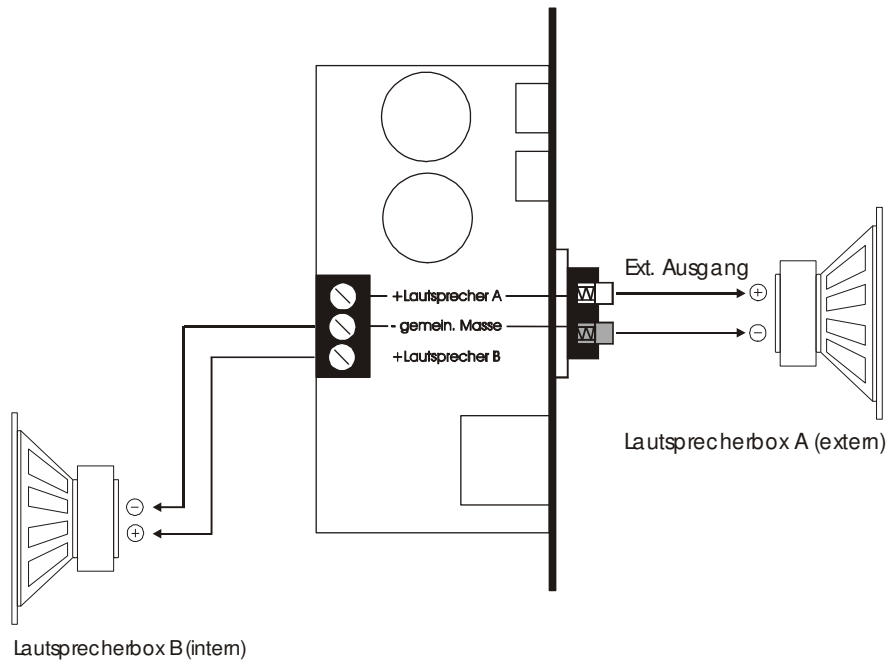 Ext. Ausgang
+Lautsprecher A
- gemein. Masse
+Lautsprecher B
+
-
Lautsprecherbox A (extern)
-
+
Lautsprecherbox B (intern)